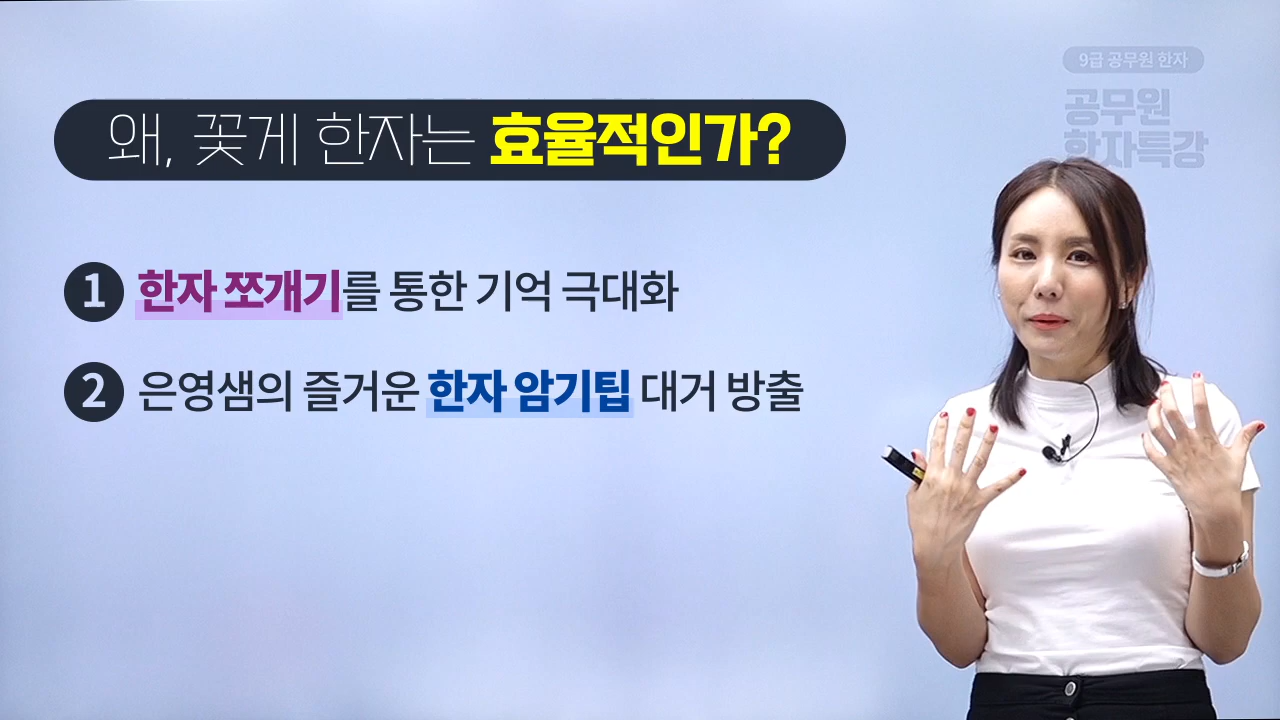 9급 공무원 한자
공무원
한자특강
왜, 꽃게 한자는 효율적인가?
1 한자 쪼개기를 통한 기억 극대화
2 은영쌤의 즐거운 한자 암기팁 대거 방출